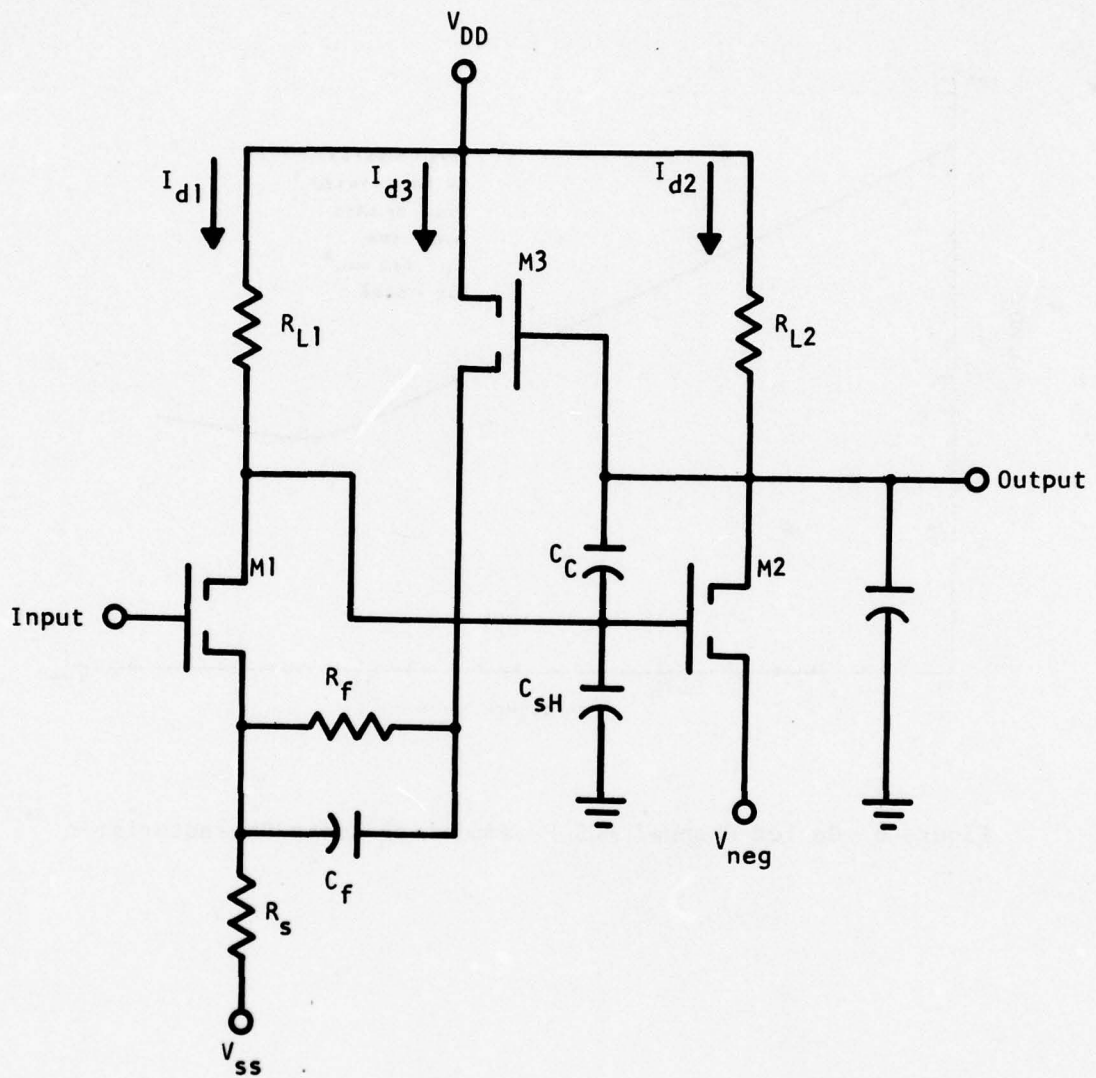 V_DD
I_d1
I_d3
I_d2
M3
R_L1
R_L2
Output
C_C
M1
M2
Input
R_f
C_sH
C_f
V_neg
R_s
V_ss